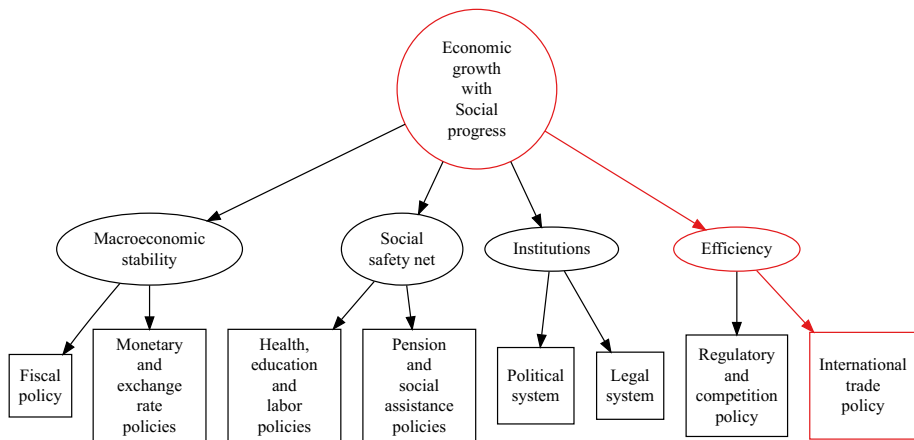 Economic
growth
with
Social
progress
Macroeconomic
stability
Social
safety net
Institutions
Efficiency
Fiscal
policy
Monetary
and
exchange
rate
policies
Health,
education
and
labor
policies
Pension
and
social
assistance
policies
Political
system
Legal
system
Regulatory
and
competition
policy
International
trade
policy